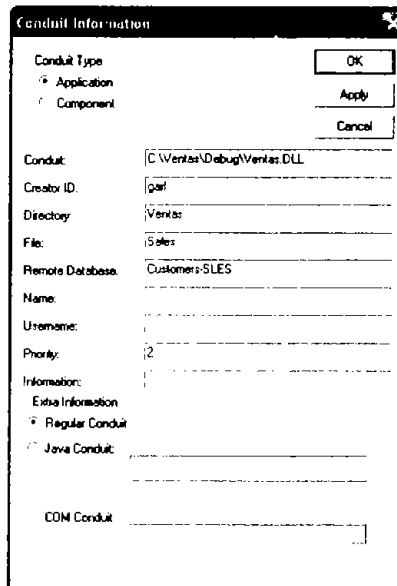 Conduit Information
Conduit Type
OK
Application
Component
Apply
Cancel
Conduit: C:\Ventas\Debug\Ventas.DLL
Creator ID.
Directory Ventas
File: Sales
Remote Database. Customers-SLES
Name:
Username:
Priority: 2
Information:
Extra Information
Regular Conduit
Java Conduit:
COM Conduit